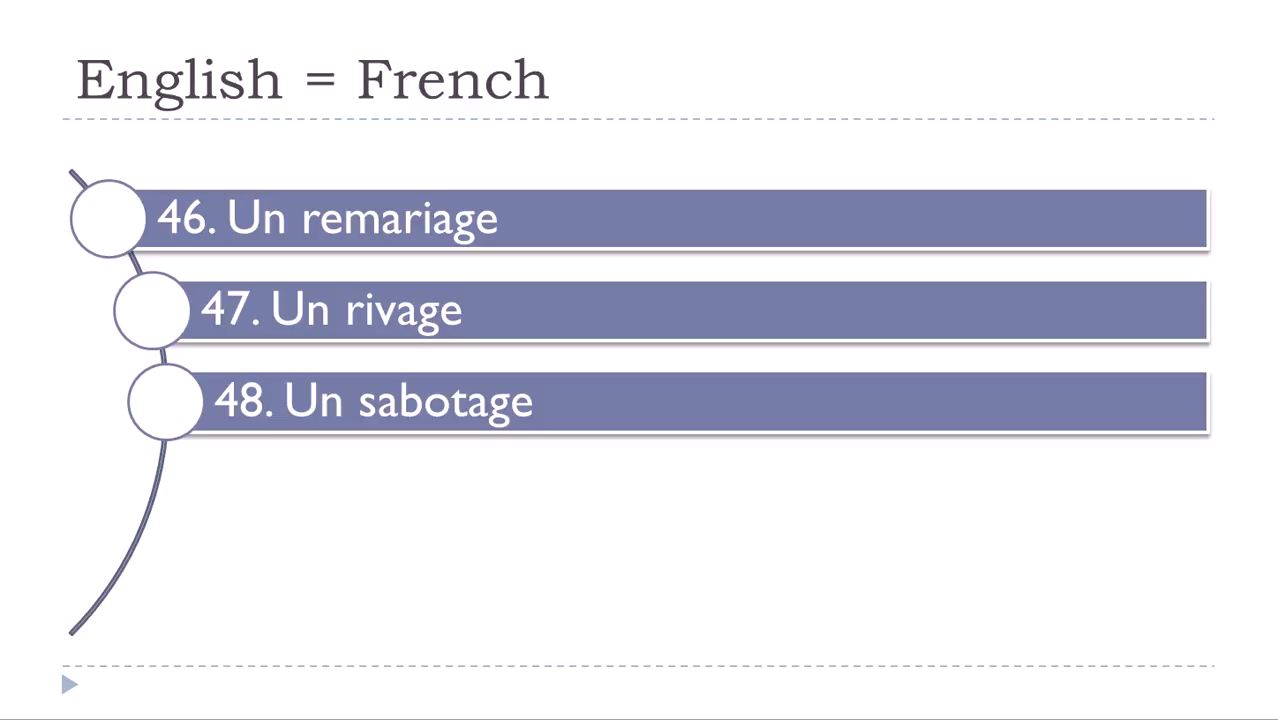 English = French
46. Un remariage
47. Un rivage
48. Un sabotage